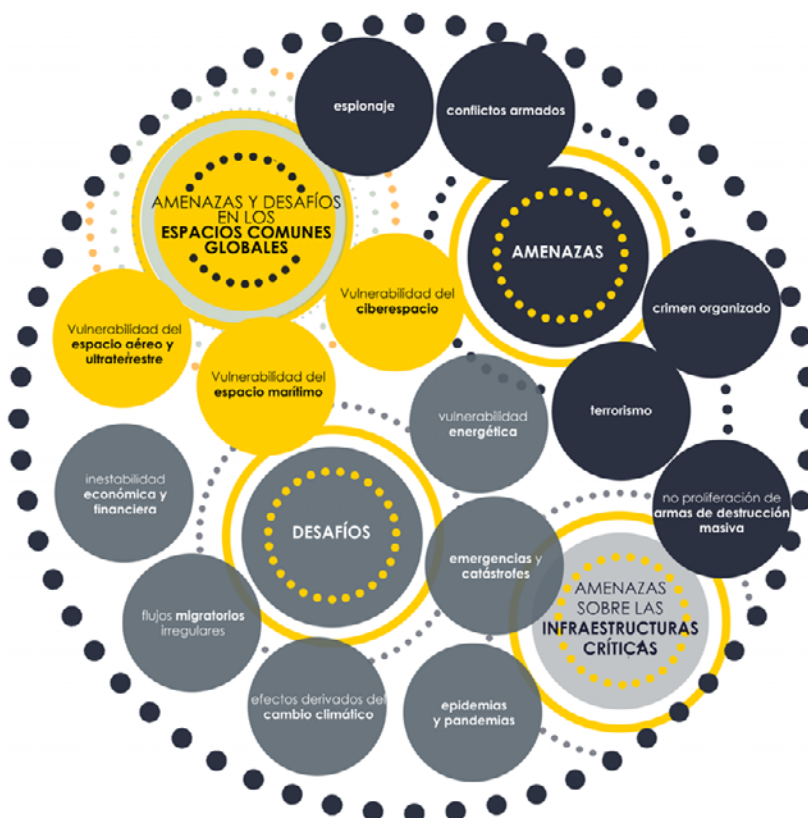 espionaje
conflictos armados
AMENAZAS Y DESAFÍOS
EN LOS
ESPACIOS COMUNES
GLOBALES
AMENAZAS
Vulnerabilidad del
ciberespacio
crimen organizado
Vulnerabilidad del
espacio aéreo y
ultraterrestre
Vulnerabilidad del
espacio marítimo
vulnerabilidad
energética
terrorismo
inestabilidad
económica y
financiera
no proliferación de
armas de destrucción
masiva
DESAFÍOS
emergencias y
catástrofes
AMENAZAS
SOBRE LAS
INFRAESTRUCTURAS
CRÍTICAS
flujos migratorios
irregulares
efectos derivados del
cambio climático
epidemias
y pandemias